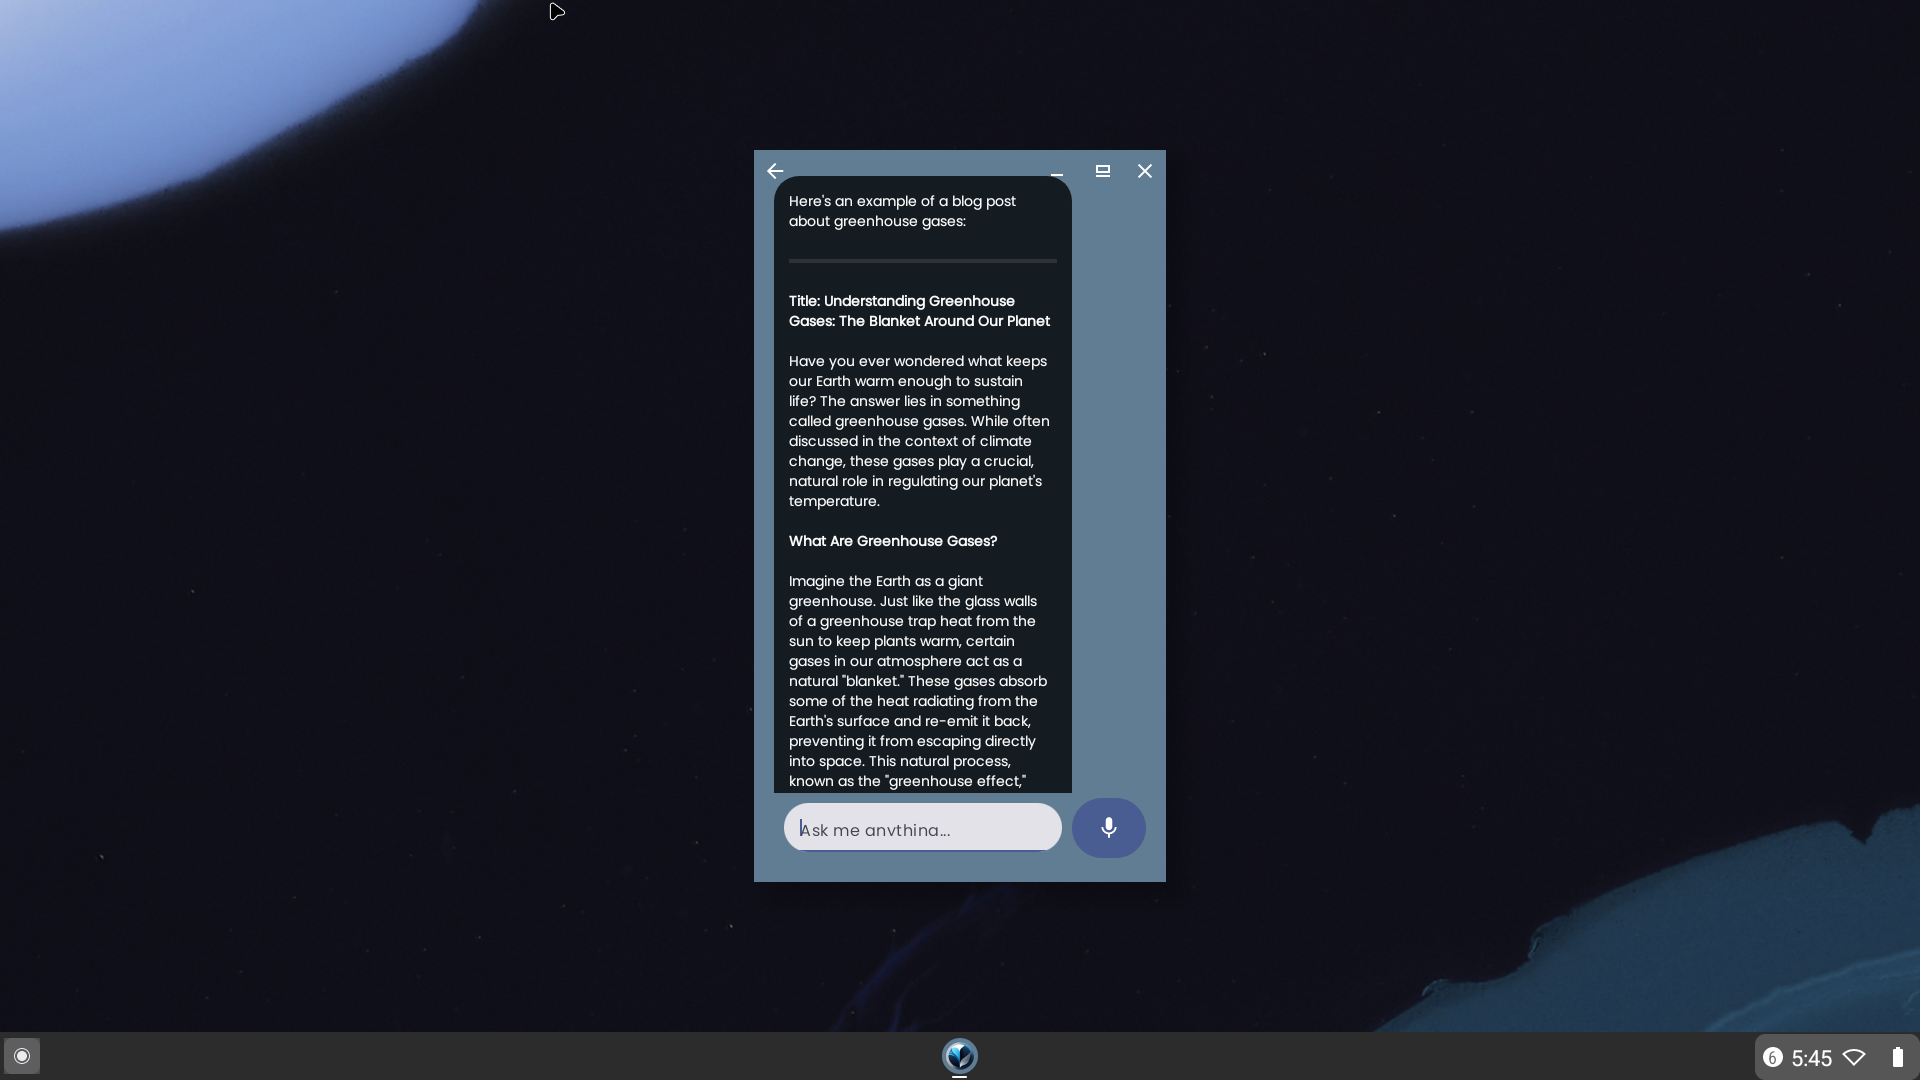 Here's an example of a blog post
about greenhouse gases:
Title: Understanding Greenhouse
Gases: The Blanket Around Our Planet
Have you ever wondered what keeps
our Earth warm enough to sustain
life? The answer lies in something
called greenhouse gases. While often
discussed in the context of climate
change, these gases play a crucial,
natural role in regulating our planet's
temperature.
What Are Greenhouse Gases?
Imagine the Earth as a giant
greenhouse. Just like the glass walls
of a greenhouse trap heat from the
sun to keep plants warm, certain
gases in our atmosphere act as a
natural "blanket." These gases absorb
some of the heat radiating from the
Earth's surface and re-emit it back,
preventing it from escaping directly
into space. This natural process,
known as the "greenhouse effect,"
Ask me anything...
6 5:45